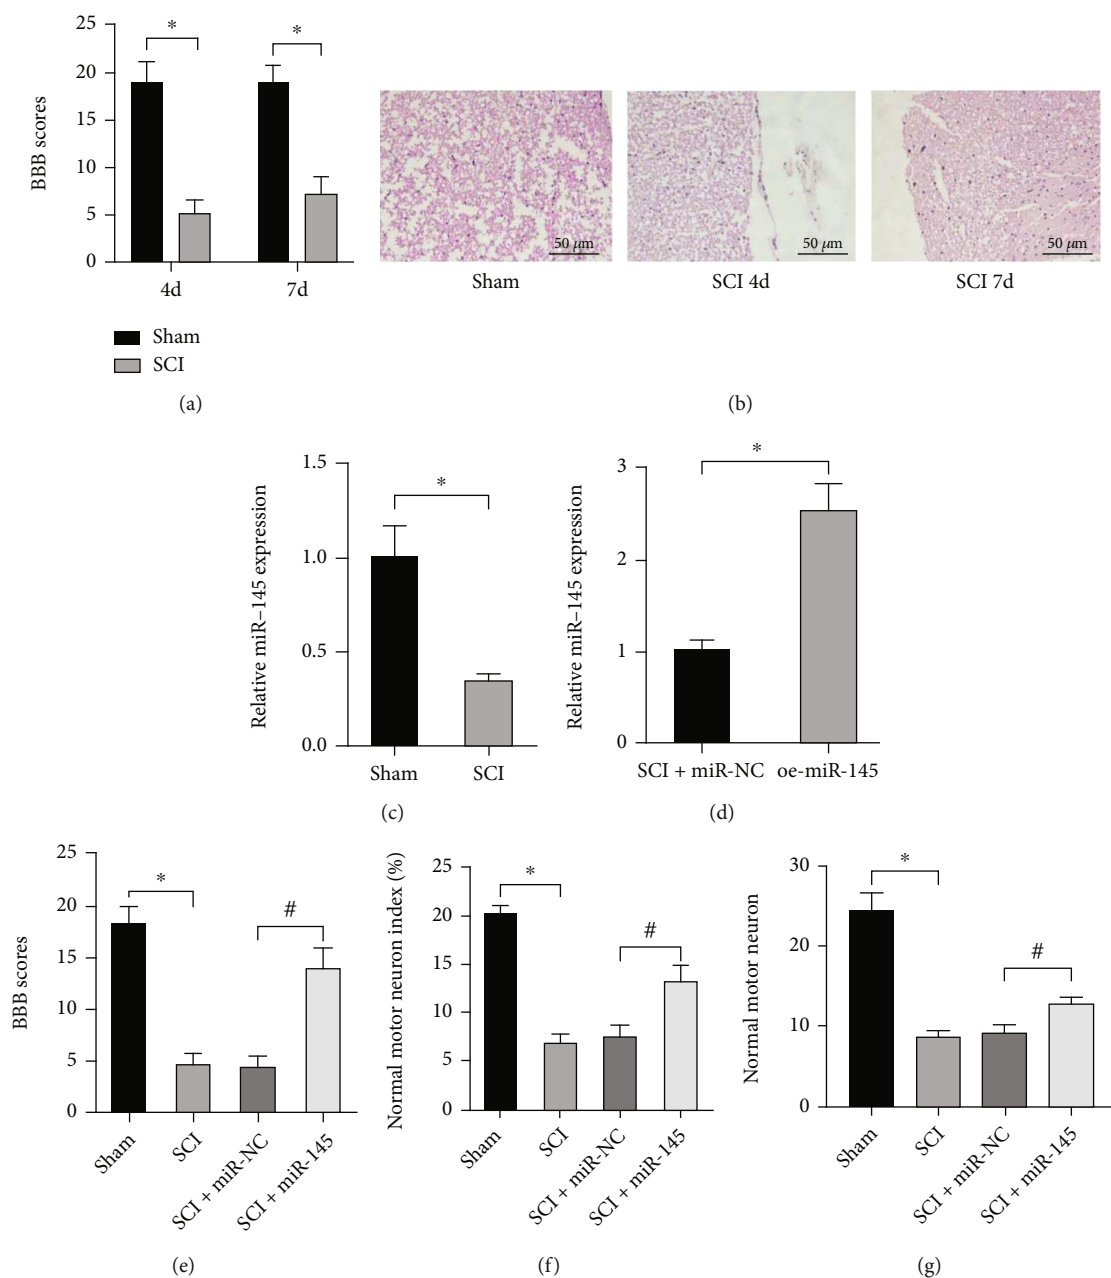 25
20
15
10
5
0
BBB scores
*
*
4d
7d
Sham
SCI
(a)
50 μm
50 μm
50 μm
Sham
SCI 4d
SCI 7d
(b)
1.5
1.0
0.5
0.0
Relative miR–145 expression
*
Sham
SCI
(c)
3
2
1
0
Relative miR–145 expression
*
SCI + miR-NC
oe-miR-145
(d)
25
20
15
10
5
0
BBB scores
*
#
Sham
SCI
SCI + miR-NC
SCI + miR-145
(e)
25
20
15
10
5
0
Normal motor neuron index (%)
*
#
Sham
SCI
SCI + miR-NC
SCI + miR-145
(f)
30
20
10
0
Normal motor neuron
*
#
Sham
SCI
SCI + miR-NC
SCI + miR-145
(g)